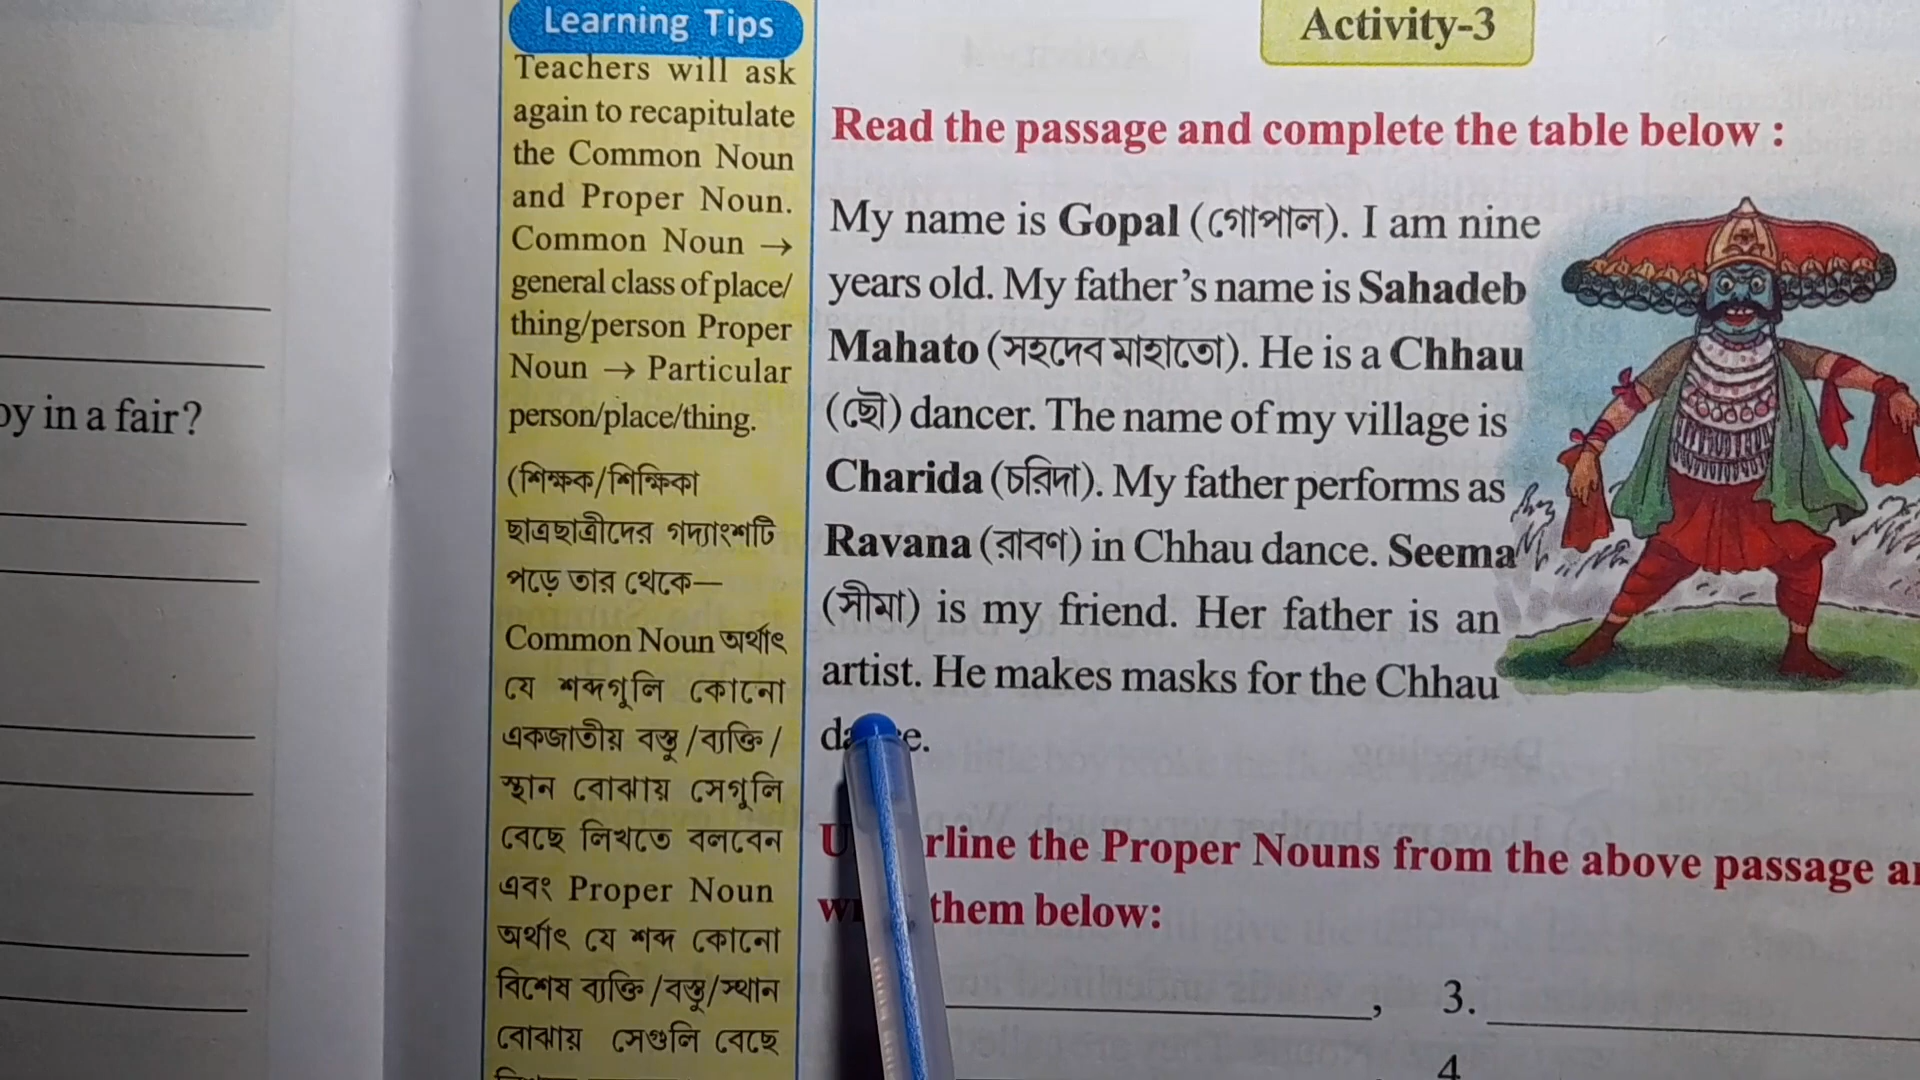 by in a fair?
Learning Tips
Teachers will ask
again to recapitulate
the Common Noun
and Proper Noun.
Common Noun →
general class of place/
thing/person Proper
Noun → Particular
person/place/thing.
(শিক্ষক/শিক্ষিকা
ছাত্রছাত্রীদের গদ্যাংশটি
পড়ে তার থেকে—
Common Noun অর্থাৎ
যে শব্দগুলি কোনো
একজাতীয় বস্তু/ব্যক্তি/
স্থান বোঝায় সেগুলি
বেছে লিখতে বলবেন
এবং Proper Noun
অর্থাৎ যে শব্দ কোনো
বিশেষ ব্যক্তি/বস্তু/স্থান
বোঝায় সেগুলি বেছে
Activity-3
Read the passage and complete the table below :
My name is Gopal (গোপাল). I am nine
years old. My father's name is Sahadeb
Mahato (সহদেব মাহাতো). He is a Chhau
(ছৌ) dancer. The name of my village is
Charida (চরিদা). My father performs as
Ravana (রাবণ) in Chhau dance. Seema
(সীমা) is my friend. Her father is an
artist. He makes masks for the Chhau
rline the Proper Nouns from the above passage
them below:
, 3.
4